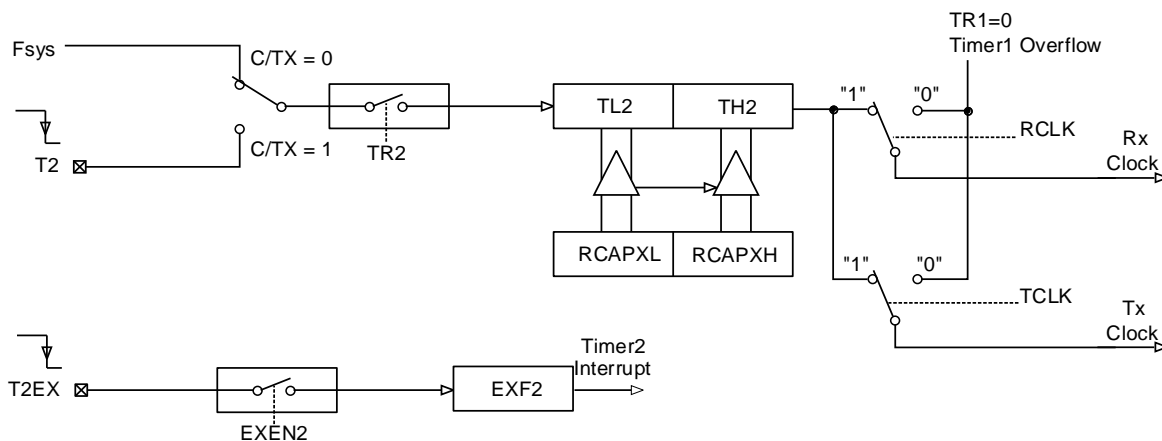 TR1=0
Timer1 Overflow
Fsys
C/TX = 0
TL2
TH2
"1"
"0"
RCLK
Rx
Clock
T2
C/TX = 1
TR2
RCAPXL
RCAPXH
"1"
"0"
TCLK
Tx
Clock
Timer2
Interrupt
T2EX
EXF2
EXEN2